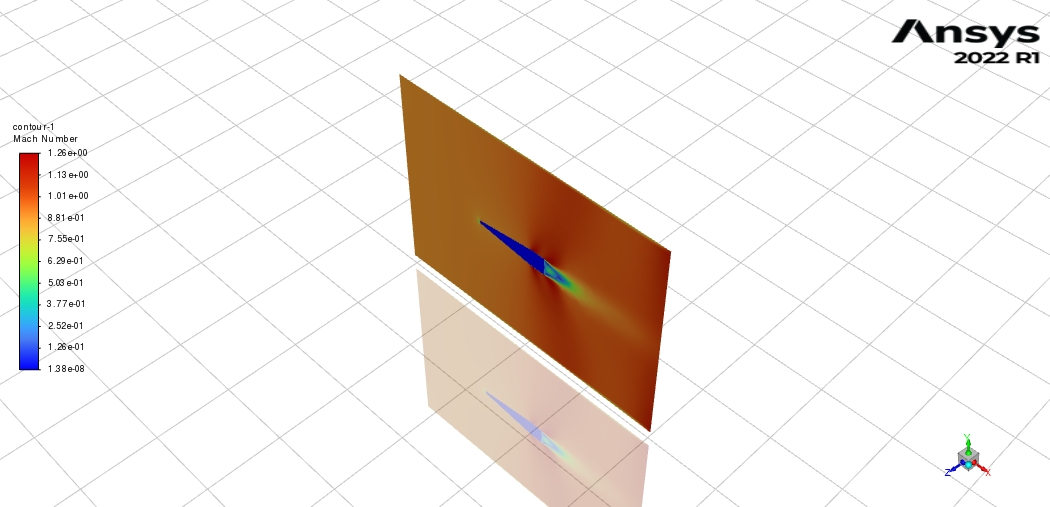 Ansys
2022 R1
contour-1
Mach Number
1.26e+00
1.13e+00
1.01e+00
8.81e-01
7.55e-01
6.29e-01
5.03e-01
3.77e-01
2.52e-01
1.26e-01
1.38e-08
Y
Z
X